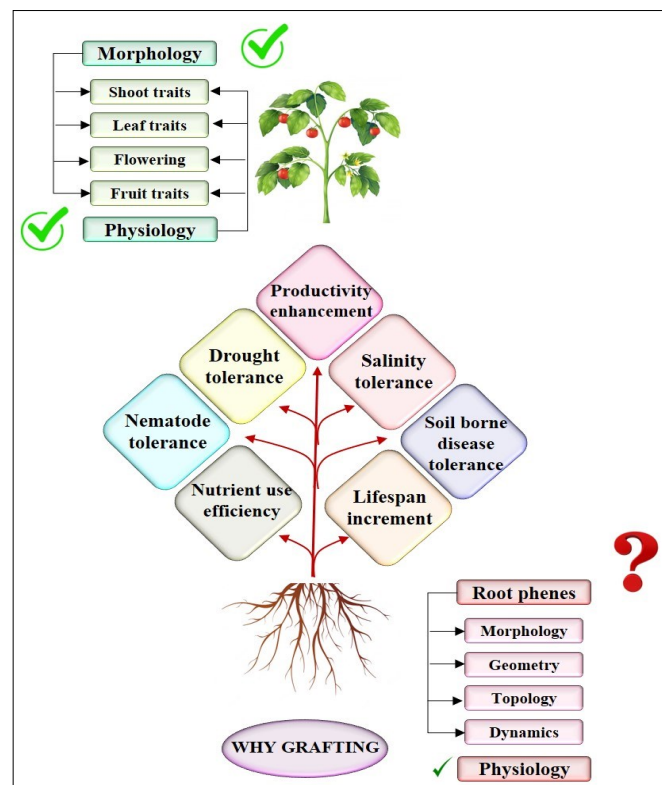 Morphology
Shoot traits
Leaf traits
Flowering
Fruit traits
Physiology
Productivity
enhancement
Drought
tolerance
Salinity
tolerance
Nematode
tolerance
Soil borne
disease
tolerance
Nutrient use
efficiency
Lifespan
increment
?
Root phenes
Morphology
Geometry
Topology
Dynamics
Physiology
WHY GRAFTING